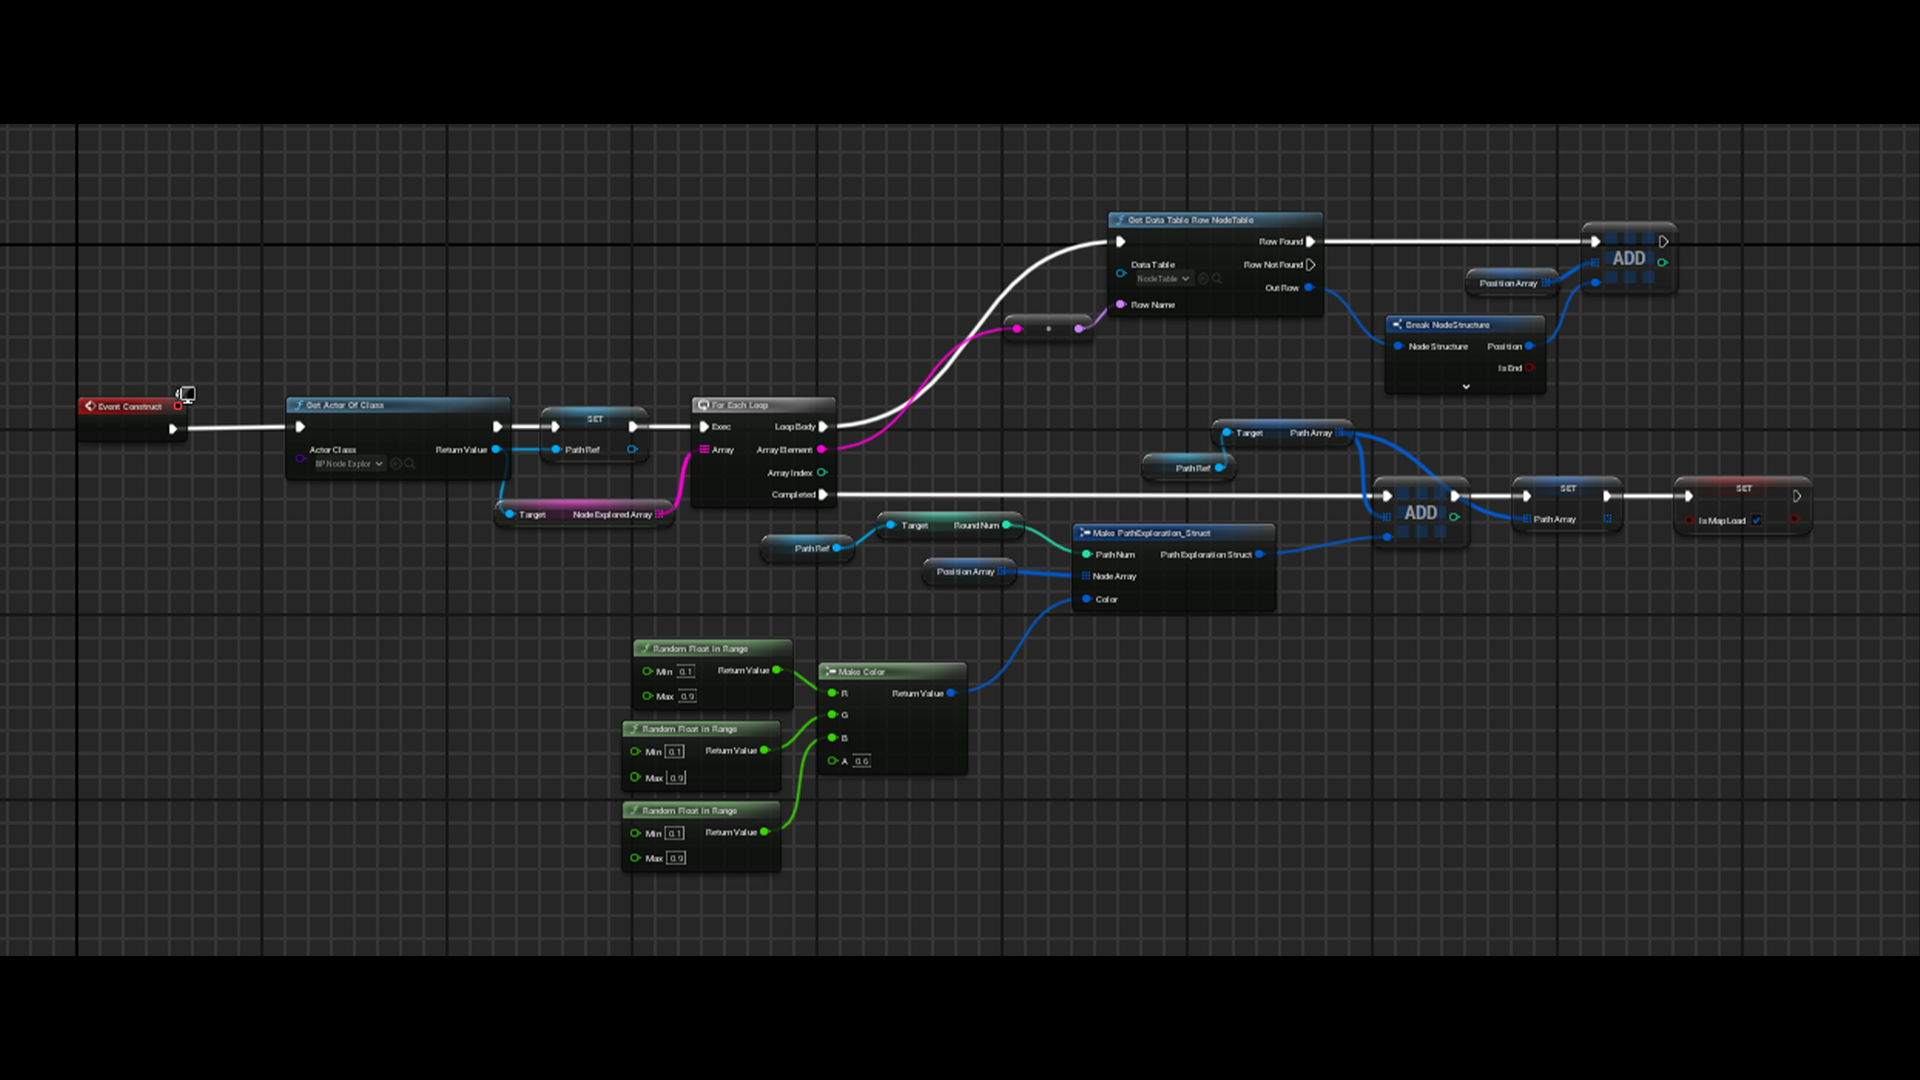 Event Construct
Get Actor Of Class
Actor Class
BP Node Explor
Return Value
SET
Path Ref
Target
Node Explored Array
For Each Loop
Exec
Array
Loop Body
Array Element
Array Index
Completed
Get Data Table Row NodeTable
Data Table
NodeTable
Row Name
Row Found
Row Not Found
Out Row
Position Array
ADD
Break NodeStructure
Node Structure
Position
Is End
Target
Path Array
Path Ref
ADD
SET
Path Array
SET
Is Map Load
Path Ref
Target
Round Num
Position Array
Make PathExploration_Struct
Path Num
Node Array
Color
Path Exploration Struct
Random Float in Range
Min 0.1
Max 0.9
Return Value
Random Float in Range
Min 0.1
Max 0.9
Return Value
Random Float in Range
Min 0.1
Max 0.9
Return Value
Make Color
R
G
B
A 0.6
Return Value